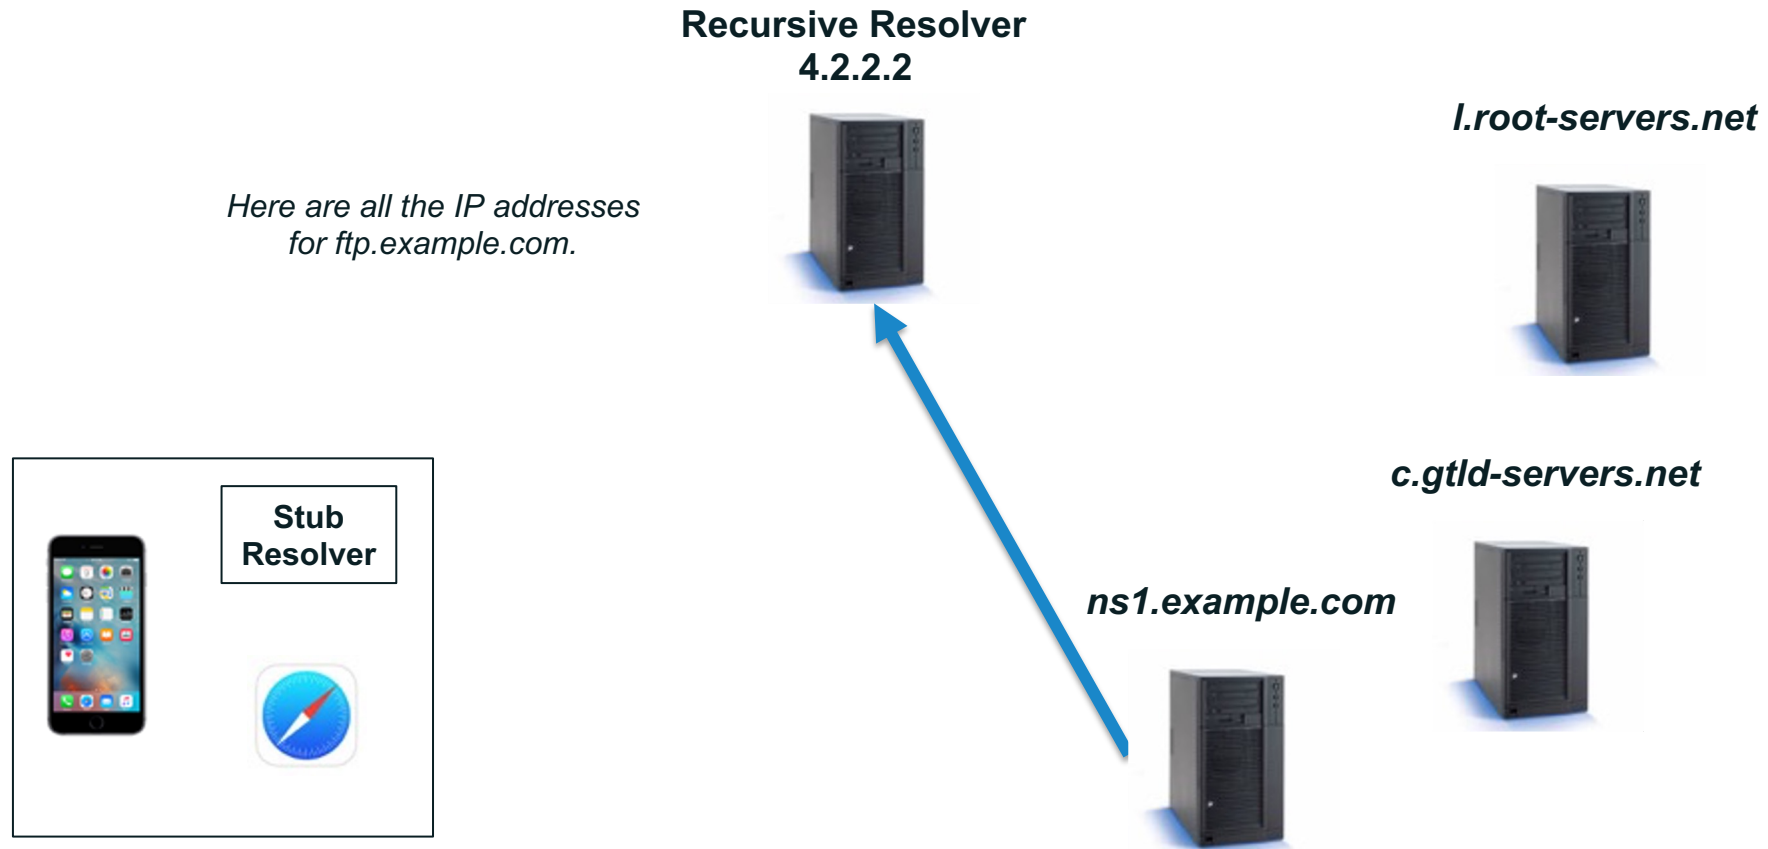 Recursive Resolver
4.2.2.2
l.root-servers.net
Here are all the IP addresses
for ftp.example.com.
c.gtld-servers.net
Stub
Resolver
ns1.example.com